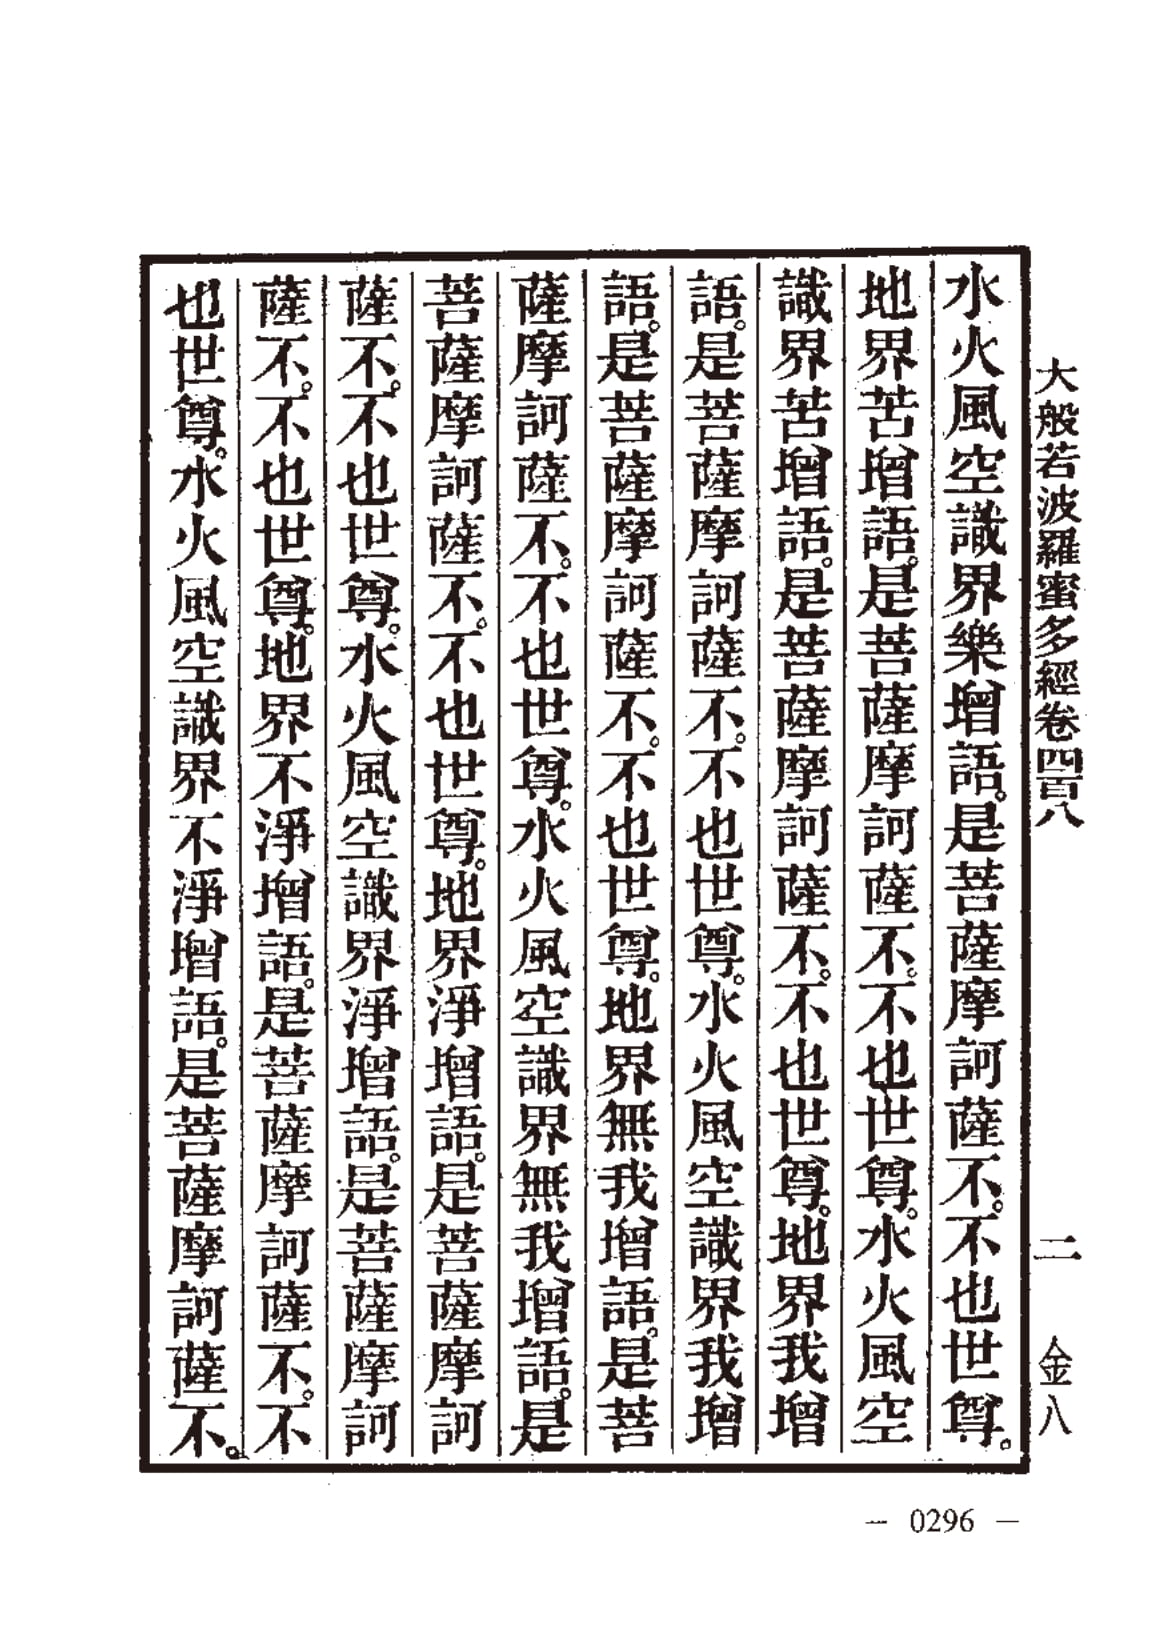 大般若波羅蜜多經卷四百八　二　金八
水火風空識界樂增語。是菩薩摩訶薩不。不也世尊。
地界苦增語。是菩薩摩訶薩不。不也世尊。水火風空
識界苦增語。是菩薩摩訶薩不。不也世尊。地界我增
語。是菩薩摩訶薩不。不也世尊。水火風空識界我增
語。是菩薩摩訶薩不。不也世尊。地界無我增語。是菩
薩摩訶薩不。不也世尊。水火風空識界無我增語。是
菩薩摩訶薩不。不也世尊。地界淨增語。是菩薩摩訶
薩不。不也世尊。水火風空識界淨增語。是菩薩摩訶
薩不。不也世尊。地界不淨增語。是菩薩摩訶薩不。不
也世尊。水火風空識界不淨增語。是菩薩摩訶薩不。
— 0296 —